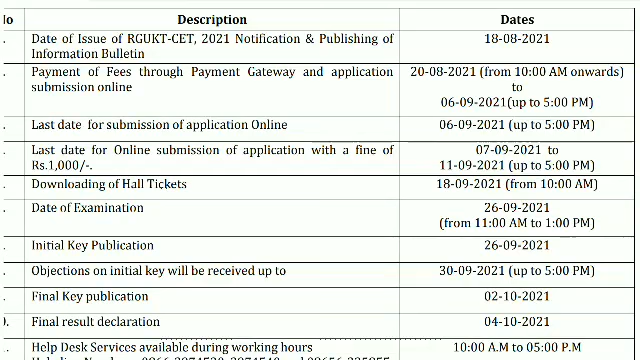 No Description Dates
Date of Issue of RGUKT-CET, 2021 Notification & Publishing of
Information Bulletin
18-08-2021
Payment of Fees through Payment Gateway and application
submission online
20-08-2021 (from 10:00 AM onwards)
to
06-09-2021(up to 5:00 PM)
Last date for submission of application Online 06-09-2021 (up to 5:00 PM)
Last date for Online submission of application with a fine of
Rs.1,000/-.
07-09-2021 to
11-09-2021 (up to 5:00 PM)
Downloading of Hall Tickets 18-09-2021 (from 10:00 AM)
Date of Examination 26-09-2021
(from 11:00 AM to 1:00 PM)
Initial Key Publication 26-09-2021
Objections on initial key will be received up to 30-09-2021 (up to 5:00 PM)
Final Key publication 02-10-2021
Final result declaration 04-10-2021
Help Desk Services available during working hours 10:00 A.M to 05:00 P.M